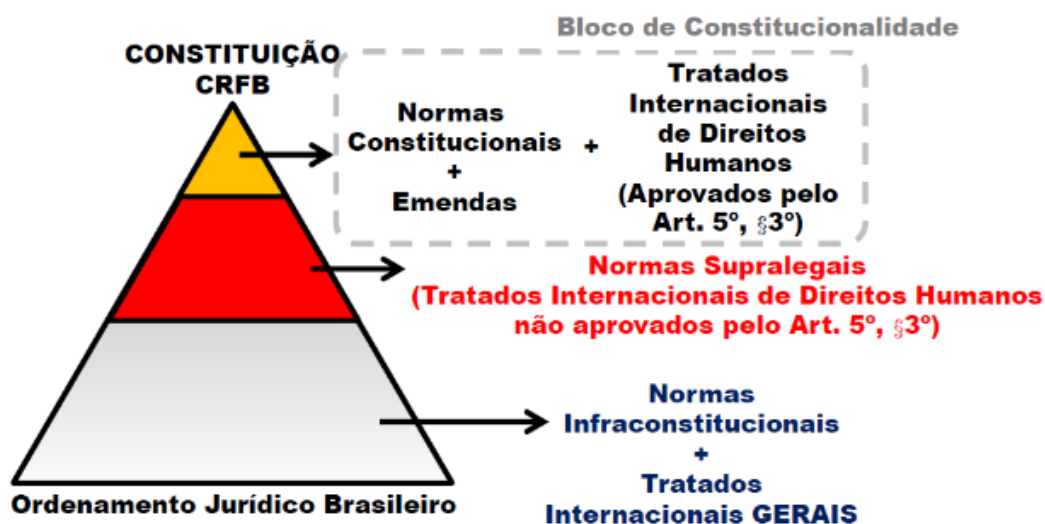 Bloco de Constitucionalidade
CONSTITUIÇÃO
CRFB
Normas
Constitucionais
+
Emendas
+
Tratados
Internacionais
de Direitos
Humanos
(Aprovados pelo
Art. 5º, §3º)
Normas Supralegais
(Tratados Internacionais de Direitos Humanos
não aprovados pelo Art. 5º, §3º)
Normas
Infraconstitucionais
+
Tratados
Internacionais GERAIS
Ordenamento Jurídico Brasileiro